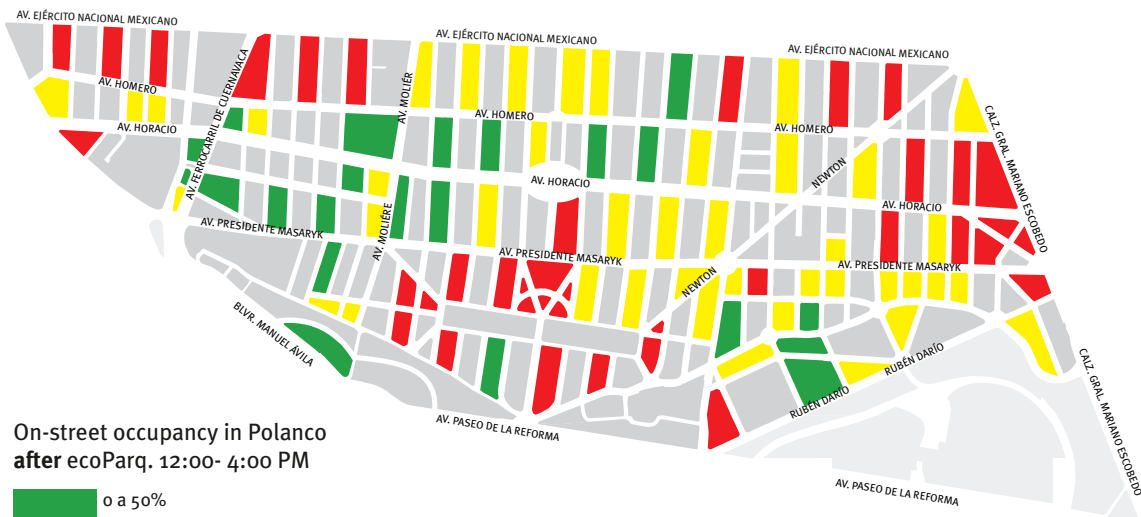 AV. EJÉRCITO NACIONAL MEXICANO
AV. EJÉRCITO NACIONAL MEXICANO
AV. EJÉRCITO NACIONAL MEXICANO
AV. HOMERO
AV. HOMERO
AV. HOMERO
AV. FERROCARRIL DE CUERNAVACA
AV. MOLIÉR
CALZ. GRAL. MARIANO ESCOBEDO
AV. HORACIO
AV. HORACIO
AV. HORACIO
NEWTON
AV. MOLIÉRE
AV. PRESIDENTE MASARYK
AV. PRESIDENTE MASARYK
AV. PRESIDENTE MASARYK
NEWTON
BLVR. MANUEL ÁVILA
RUBÉN DARÍO
RUBÉN DARÍO
CALZ. GRAL. MARIANO ESCOBEDO
AV. PASEO DE LA REFORMA
AV. PASEO DE LA REFORMA
On-street occupancy in Polanco
after ecoParq. 12:00- 4:00 PM
0 a 50%